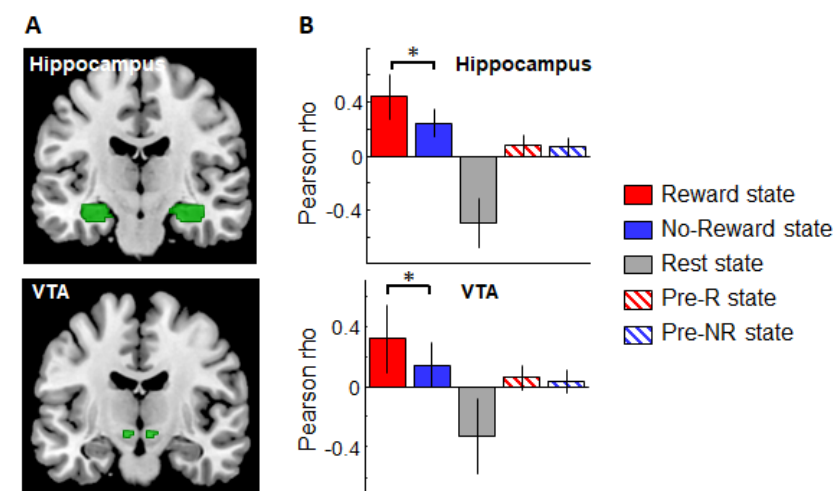 A
B
Hippocampus
*
Hippocampus
0.4
0
-0.4
Pearson rho
Reward state
No-Reward state
Rest state
Pre-R state
Pre-NR state
VTA
*
VTA
0.4
0
-0.4
Pearson rho